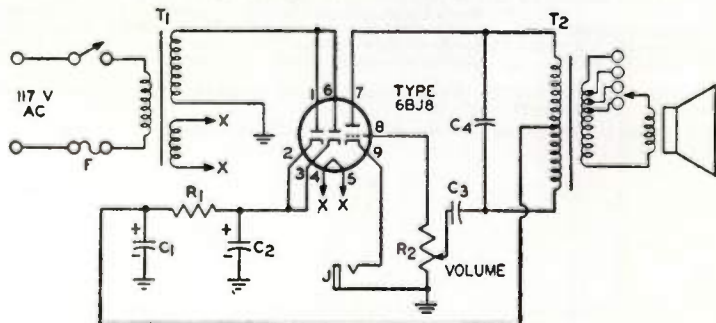 T1
T2
117 V
AC
F
X
X
1
6
7
TYPE
6BJ8
8
9
2
3
4
5
X
X
C4
C3
R1
C1
+
-
C2
+
-
R2
VOLUME
J